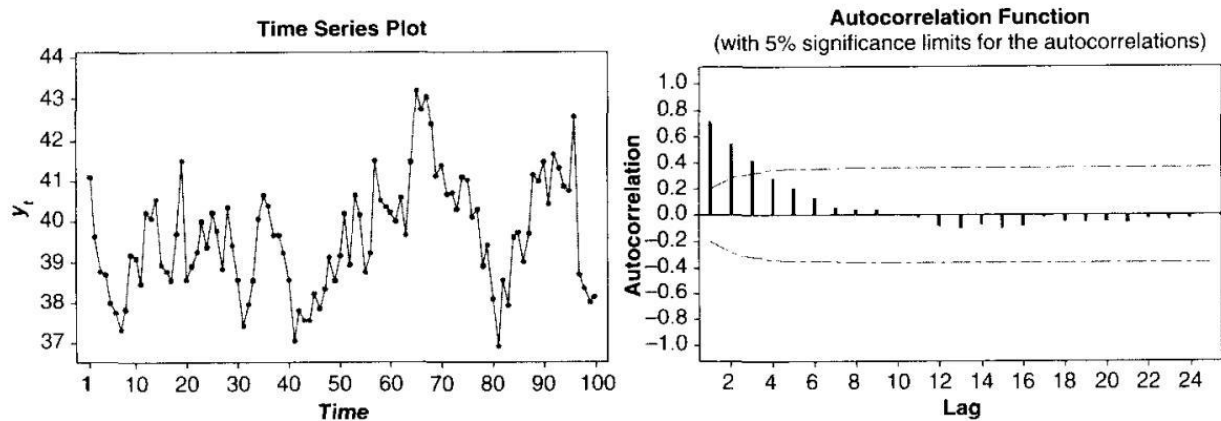 Time Series Plot
44
43
42
41
40
39
38
37
y_t
1 10 20 30 40 50 60 70 80 90 100
Time
Autocorrelation Function
(with 5% significance limits for the autocorrelations)
1.0
0.8
0.6
0.4
0.2
0.0
−0.2
−0.4
−0.6
−0.8
−1.0
Autocorrelation
2 4 6 8 10 12 14 16 18 20 22 24
Lag